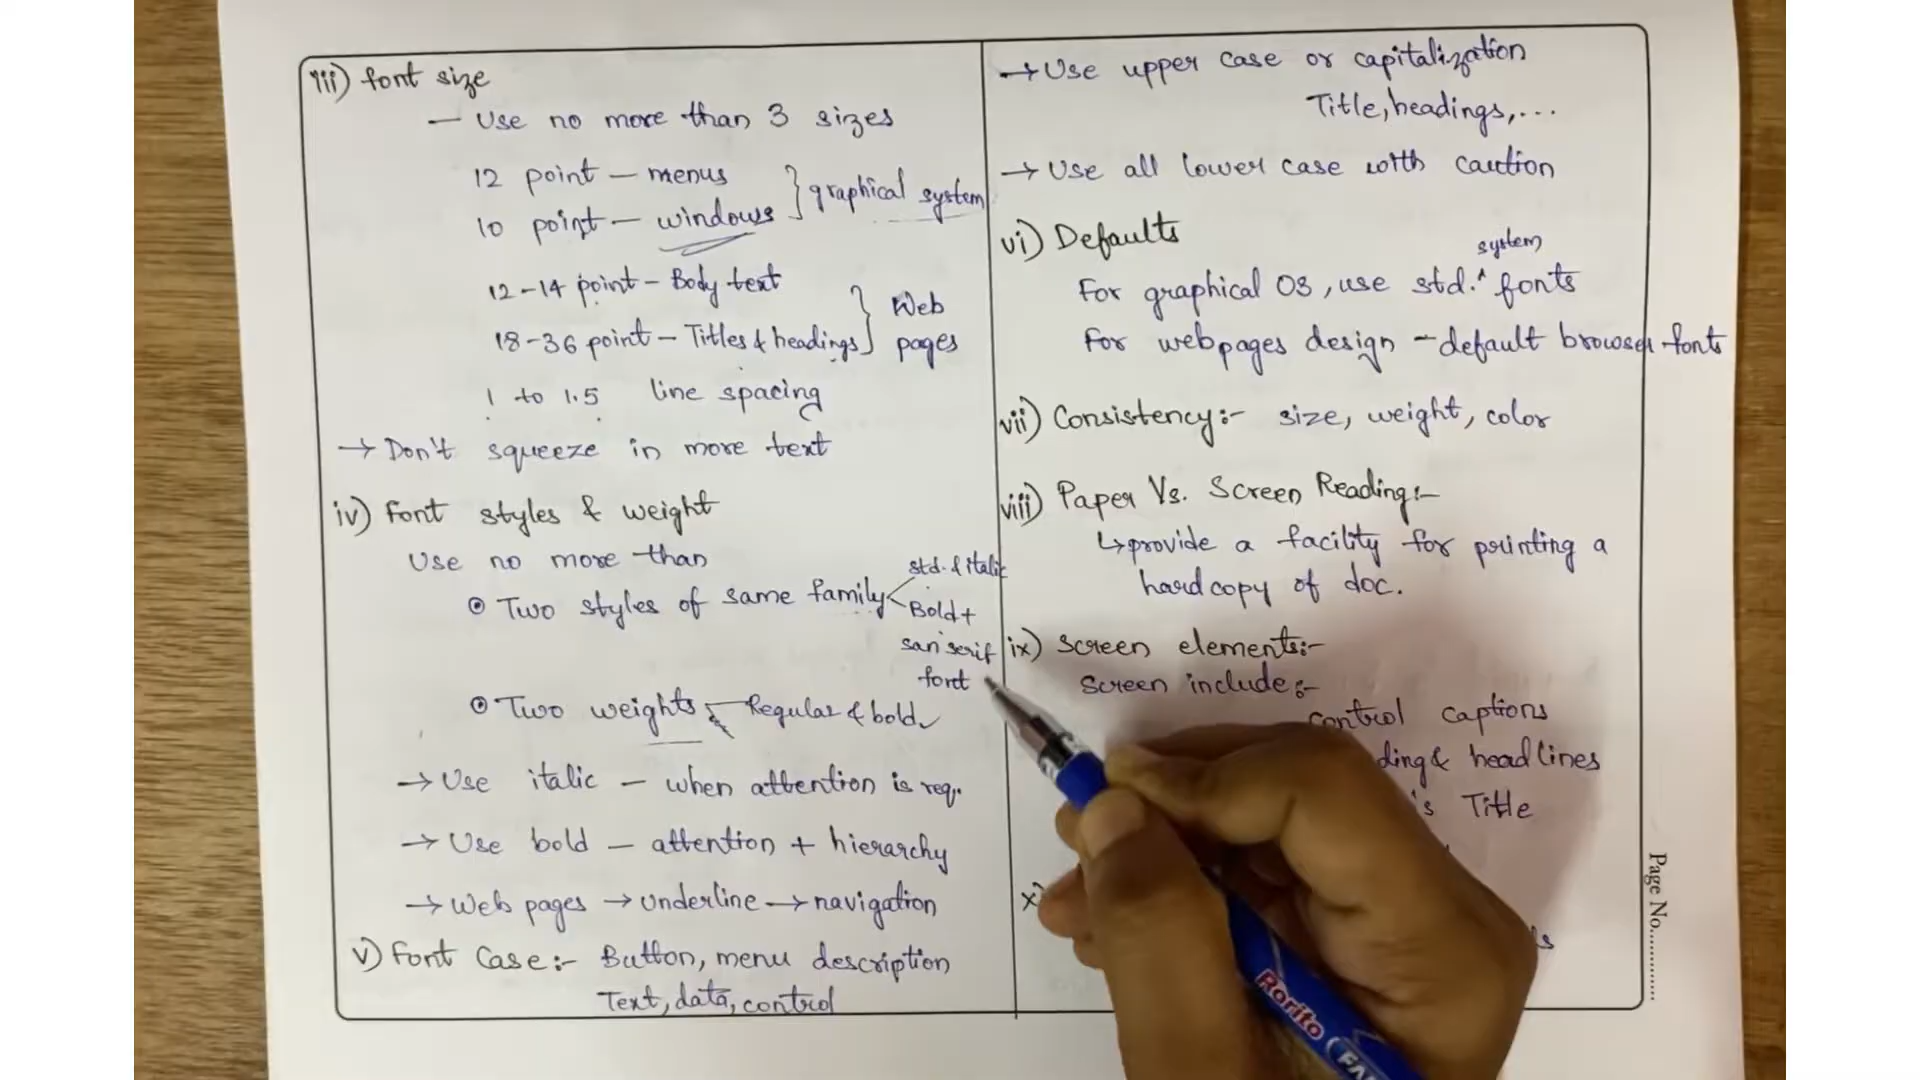 iii) font size
— Use no more than 3 sizes
12 point — menus
10 point — windows
} graphical system
12-14 point - Body text
18-36 point - Titles & headings
} Web pages
1 to 1.5 line spacing
→ Don't squeeze in more text
iv) font styles & weight
Use no more than
⊙ Two styles of same family < std. & italic
Bold +
san serif
font
⊙ Two weights Regular & bold
→ Use italic — when attention is req.
→ Use bold — attention + hierarchy
→ Web pages → underline → navigation
v) font Case:- Button, menu description
Text, data, control
→ Use upper case or capitalization
Title, headings, ...
→ Use all lower case with caution
vi) Defaults
For graphical OS, use std. ^ system fonts
For webpages design - default browser fonts
vii) Consistency:- size, weight, color
viii) Paper Vs. Screen Reading:-
↳ provide a facility for printing a
hard copy of doc.
ix) Screen elements:-
Screen include:-
control captions
ding & headlines
's Title
x)
Page No.............
Rorito